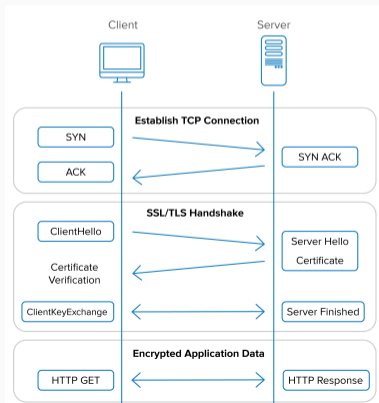 Client
Server
Establish TCP Connection
SYN
SYN ACK
ACK
SSL/TLS Handshake
ClientHello
Server Hello
Certificate
Certificate
Verification
ClientKeyExchange
Server Finished
Encrypted Application Data
HTTP GET
HTTP Response